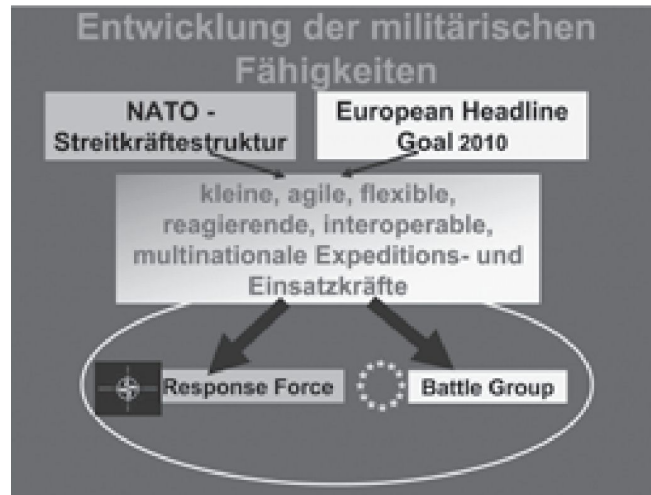 Entwicklung der militärischen
Fähigkeiten
NATO -
Streitkräftestruktur
European Headline
Goal 2010
kleine, agile, flexible,
reagierende, interoperable,
multinationale Expeditions- und
Einsatzkräfte
Response Force
Battle Group